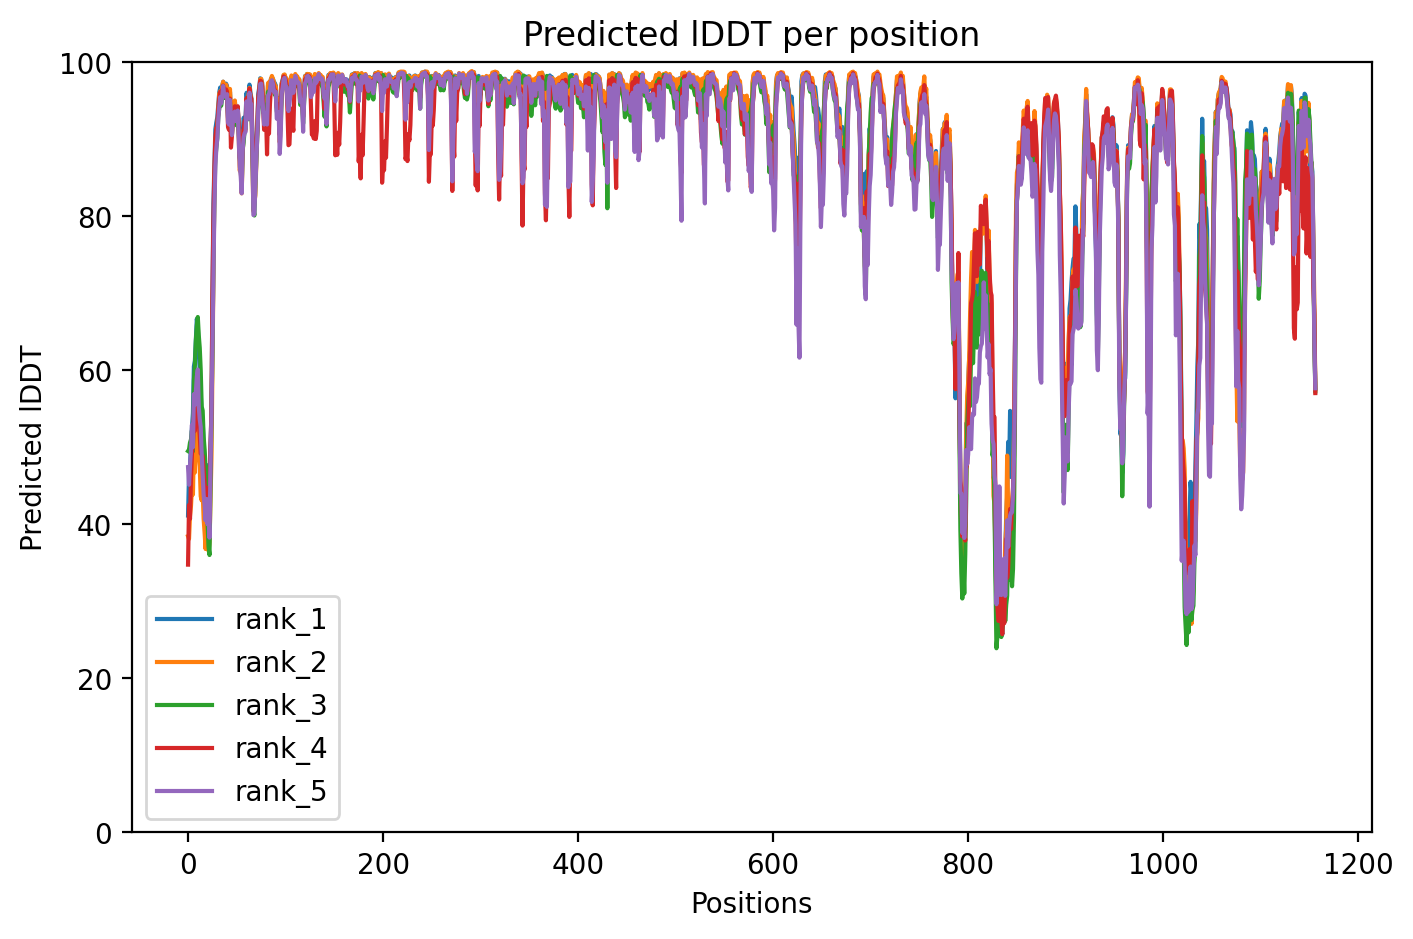 Predicted lDDT per position
100
80
60
40
20
0
Predicted lDDT
rank_1
rank_2
rank_3
rank_4
rank_5
0 200 400 600 800 1000 1200
Positions